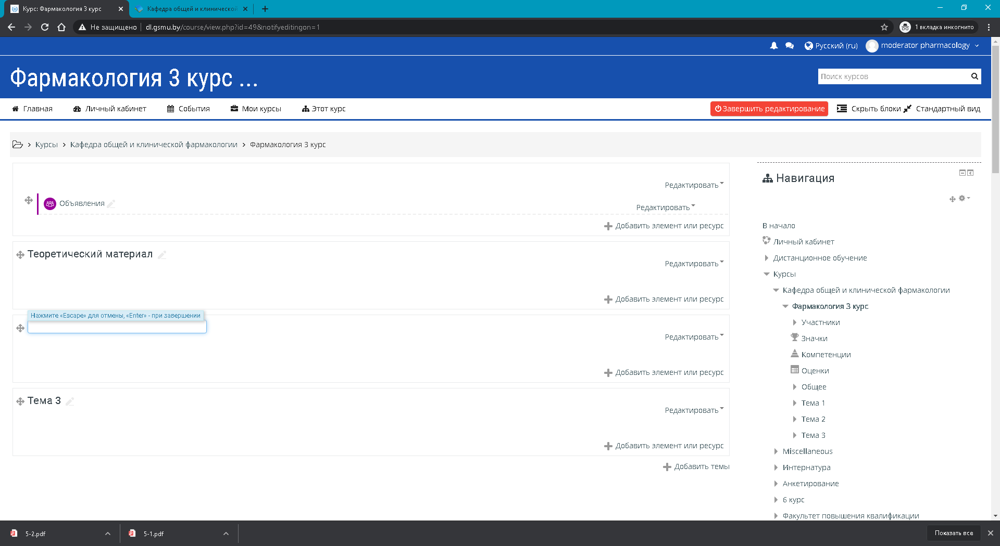 Курс: Фармакология 3 курс
Кафедра общей и клинической
Не защищено
dl.gsmu.by/course/view.php?id=49&notifyeditingon=1
1 вкладка инкогнито
Русский (ru)
moderator pharmacology
Фармакология 3 курс ...
Поиск курсов
Главная
Личный кабинет
События
Мои курсы
Этот курс
Завершить редактирование
Скрыть блоки
Стандартный вид
Курсы
Кафедра общей и клинической фармакологии
Фармакология 3 курс
Редактировать
Объявления
Редактировать
Добавить элемент или ресурс
Теоретический материал
Редактировать
Добавить элемент или ресурс
Нажмите «Escape» для отмены, «Enter» - при завершении
Редактировать
Добавить элемент или ресурс
Тема 3
Редактировать
Добавить элемент или ресурс
Добавить темы
Навигация
В начало
Личный кабинет
Дистанционное обучение
Курсы
Кафедра общей и клинической фармакологии
Фармакология 3 курс
Участники
Значки
Компетенции
Оценки
Общее
Тема 1
Тема 2
Тема 3
Miscellaneous
Интернатура
Анкетирование
6 курс
Факультет повышения квалификации
5-2.pdf
5-1.pdf
Показать все